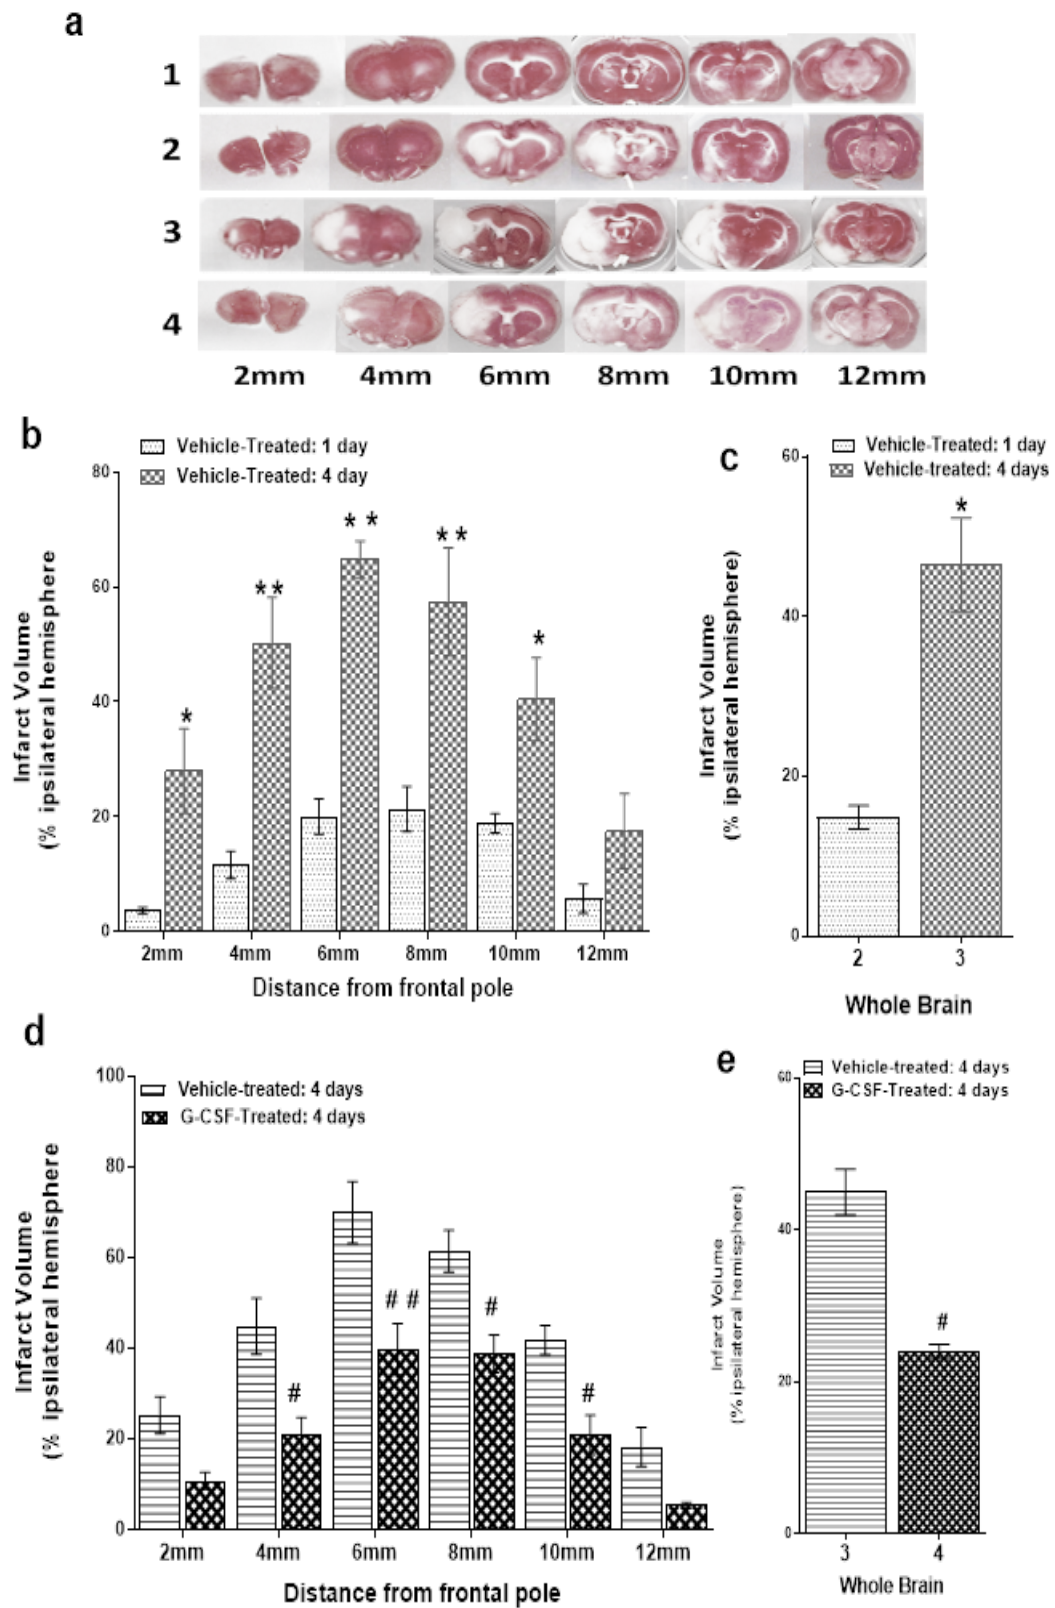 a
1
2
3
4
2mm 4mm 6mm 8mm 10mm 12mm
b
Vehicle-Treated: 1 day
Vehicle-Treated: 4 day
Infarct Volume
(% ipsilateral hemisphere
80
60
40
20
0
* ** * * * * *
2mm 4mm 6mm 8mm 10mm 12mm
Distance from frontal pole
c
Vehicle-Treated: 1 day
Vehicle-treated: 4 days
Infarct Volume
(% ipsilateral hemisphere)
60
40
20
0
*
2 3
Whole Brain
d
Vehicle-treated: 4 days
G-CSF-Treated: 4 days
Infarct Volume
(% ipsilateral hemisphere
100
80
60
40
20
0
# # # # #
2mm 4mm 6mm 8mm 10mm 12mm
Distance from frontal pole
e
Vehicle-treated: 4 days
G-CSF-Treated: 4 days
Infarct Volume
(% ipsilateral hemisphere)
60
40
20
0
#
3 4
Whole Brain